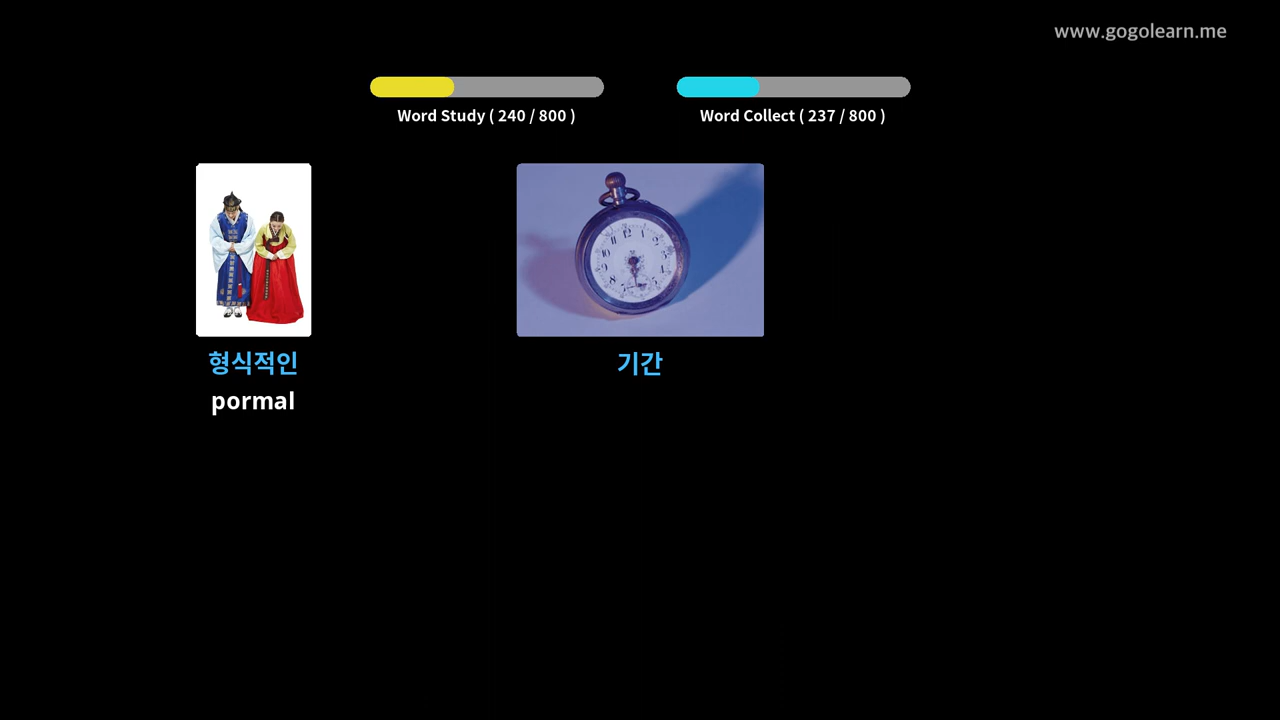 www.gogolearn.me
Word Study ( 240 / 800 )
Word Collect ( 237 / 800 )
형식적인
pormal
기간